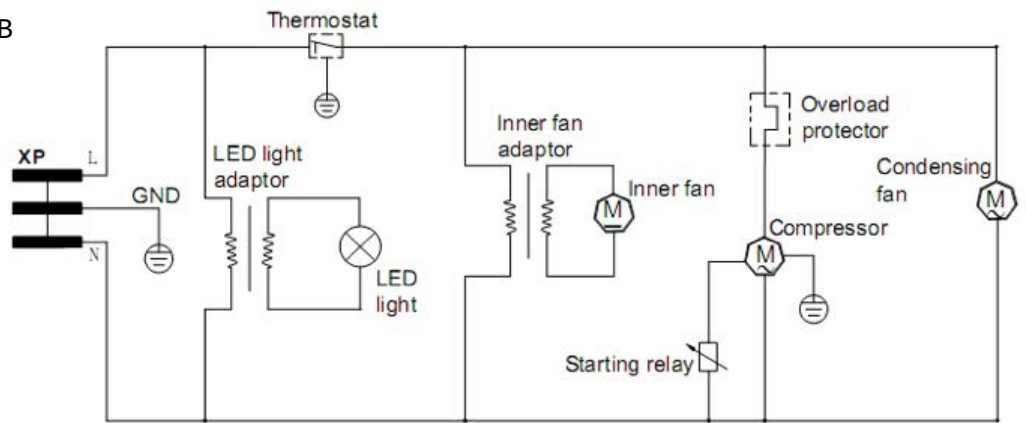 B
Thermostat
XP
L
GND
N
LED light
adaptor
LED
light
Inner fan
adaptor
M
Inner fan
Overload
protector
Condensing
fan
M
Compressor
M
Starting relay